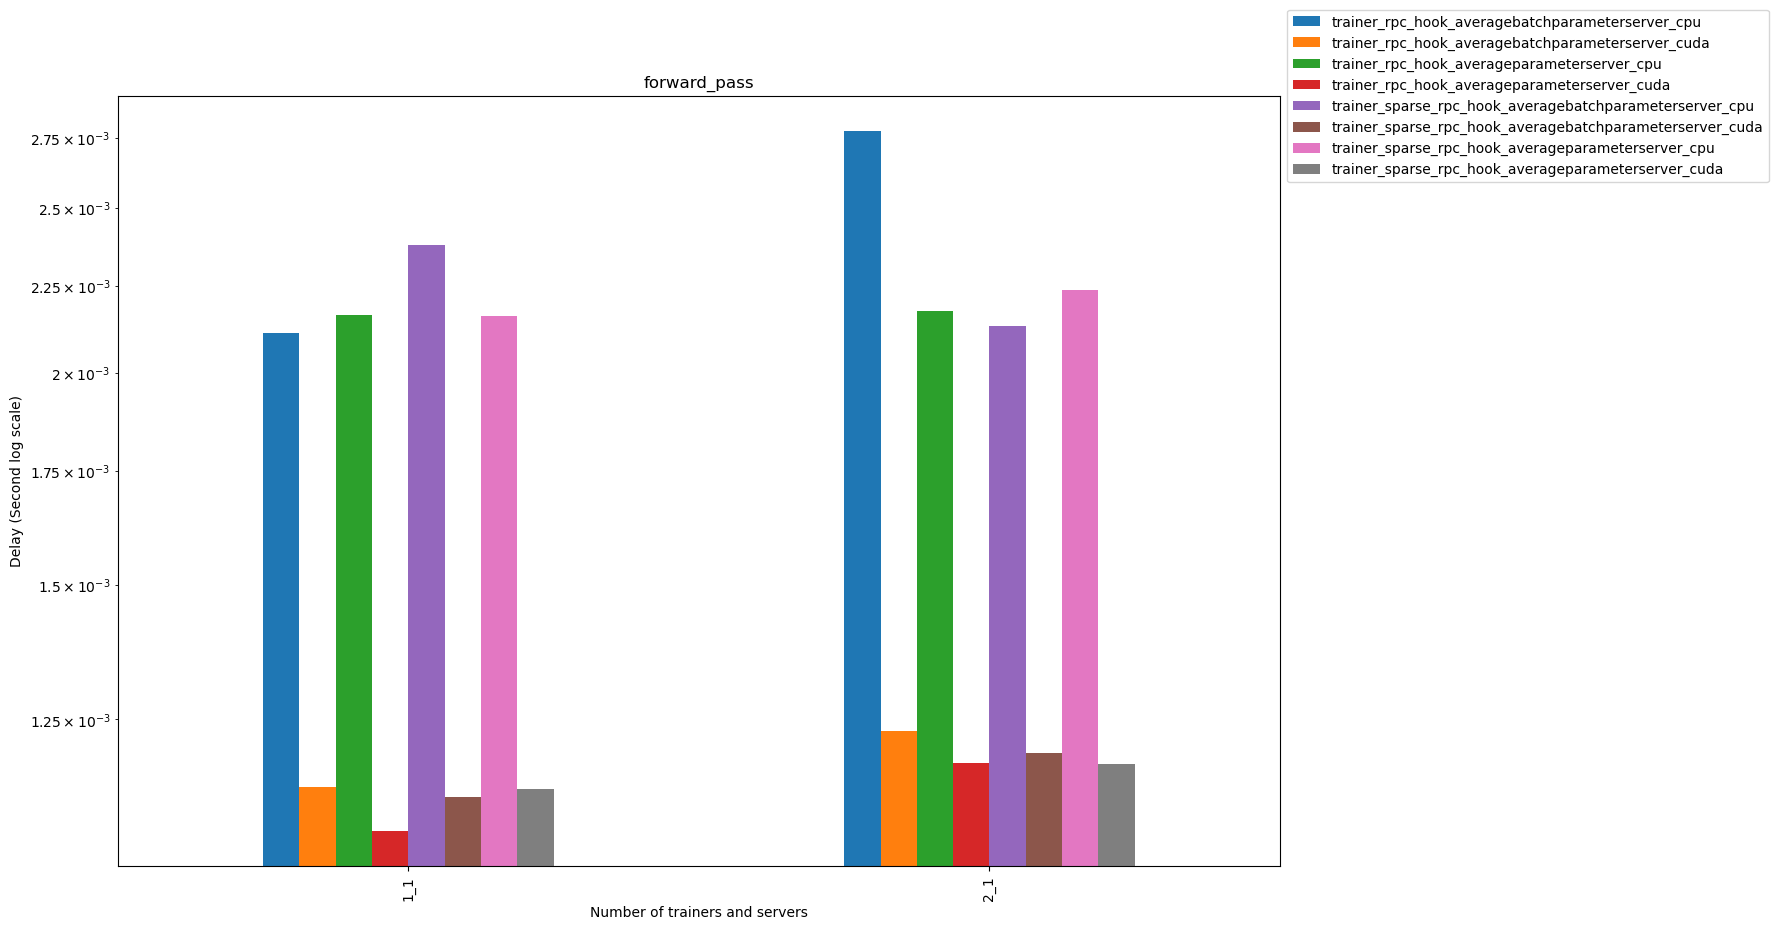 forward_pass
trainer_rpc_hook_averagebatchparameterserver_cpu
trainer_rpc_hook_averagebatchparameterserver_cuda
trainer_rpc_hook_averageparameterserver_cpu
trainer_rpc_hook_averageparameterserver_cuda
trainer_sparse_rpc_hook_averagebatchparameterserver_cpu
trainer_sparse_rpc_hook_averagebatchparameterserver_cuda
trainer_sparse_rpc_hook_averageparameterserver_cpu
trainer_sparse_rpc_hook_averageparameterserver_cuda
Delay (Second log scale)
2.75 × 10⁻³
2.5 × 10⁻³
2.25 × 10⁻³
2 × 10⁻³
1.75 × 10⁻³
1.5 × 10⁻³
1.25 × 10⁻³
1_1
2_1
Number of trainers and servers